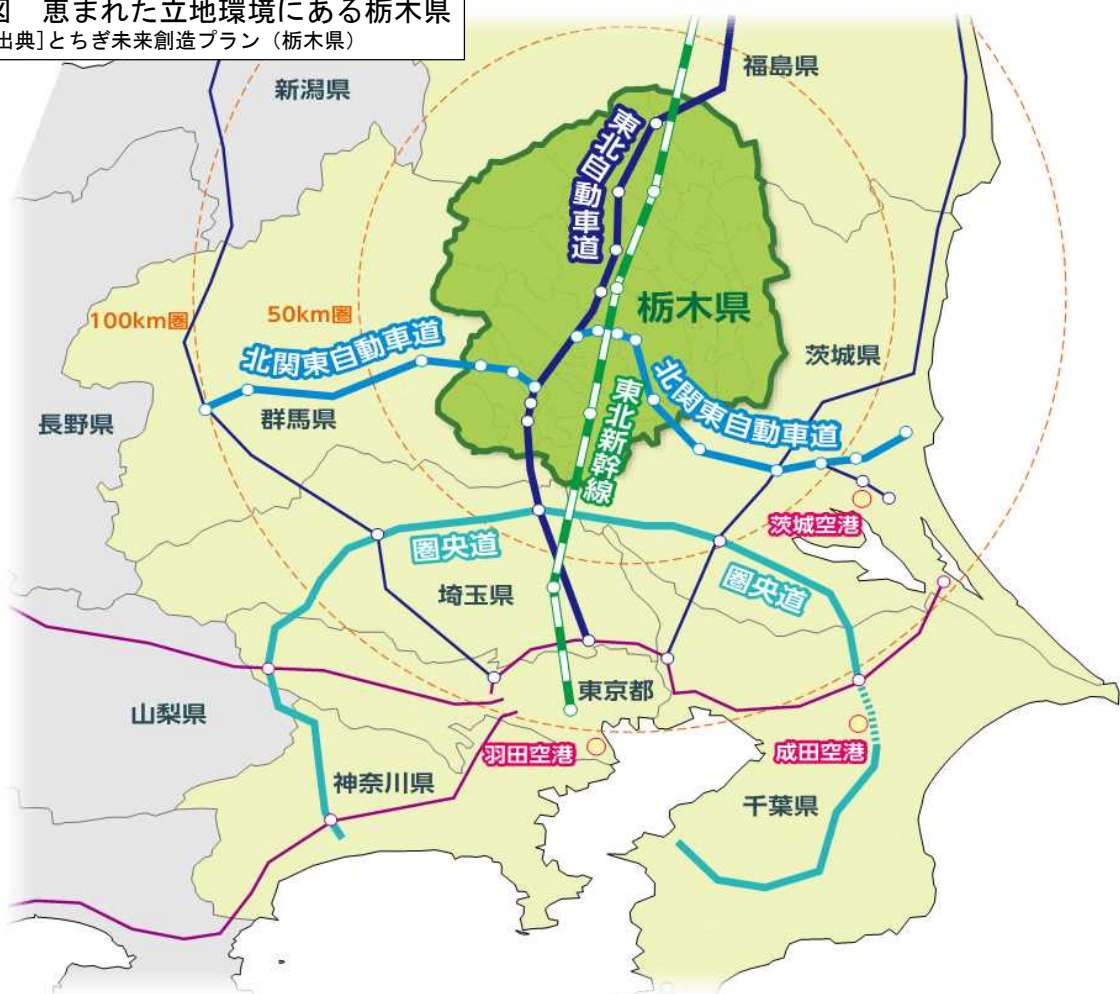 図　恵まれた立地環境にある栃木県
出典]とちぎ未来創造プラン（栃木県）
福島県
新潟県
東北自動車道
栃木県
100km圏
50km圏
北関東自動車道
茨城県
北関東自動車道
長野県
群馬県
東北新幹線
茨城空港
圏央道
圏央道
埼玉県
東京都
山梨県
羽田空港
成田空港
神奈川県
千葉県